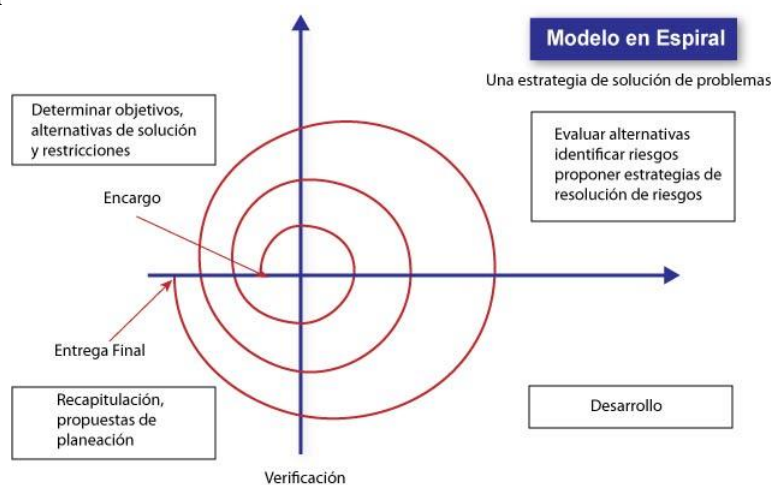 Modelo en Espiral
Una estrategia de solución de problemas
Determinar objetivos,
alternativas de solución
y restricciones
Evaluar alternativas
identificar riesgos
proponer estrategias de
resolución de riesgos
Encargo
Entrega Final
Recapitulación,
propuestas de
planeación
Desarrollo
Verificación